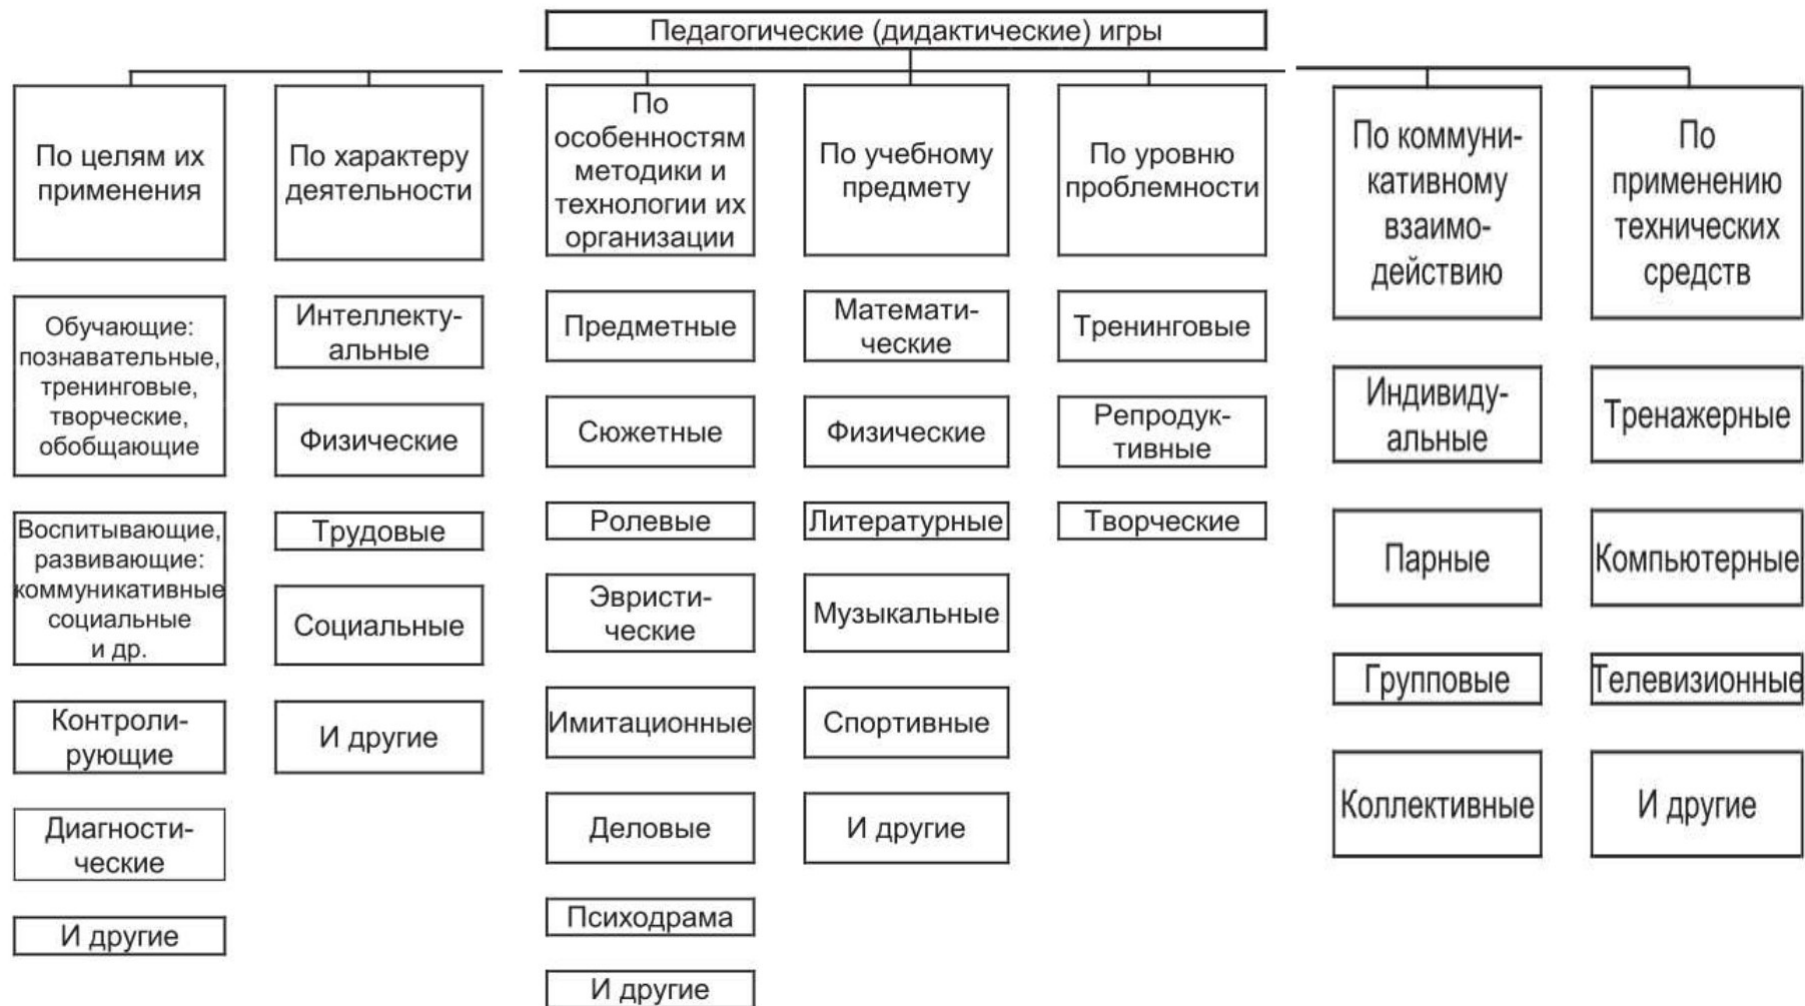 Педагогические (дидактические) игры
По целям их
применения
Обучающие:
познавательные,
тренинговые,
творческие,
обобщающие
Воспитывающие,
развивающие:
коммуникативные
социальные
и др.
Контроли-
рующие
Диагности-
ческие
И другие
По характеру
деятельности
Интеллекту-
альные
Физические
Трудовые
Социальные
И другие
По
особенностям
методики и
технологии их
организации
Предметные
Сюжетные
Ролевые
Эвристи-
ческие
Имитационные
Деловые
Психодрама
И другие
По учебному
предмету
Математи-
ческие
Физические
Литературные
Музыкальные
Спортивные
И другие
По уровню
проблемности
Тренинговые
Репродук-
тивные
Творческие
По коммуни-
кативному
взаимо-
действию
Индивиду-
альные
Парные
Групповые
Коллективные
По
применению
технических
средств
Тренажерные
Компьютерные
Телевизионные
И другие